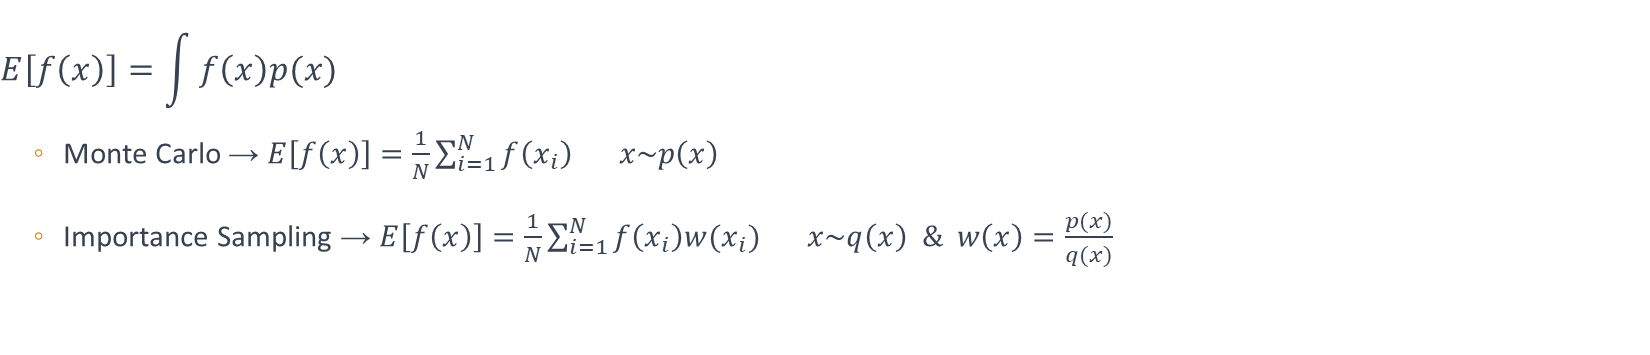 E[f(x)] = ∫ f(x)p(x)
◦ Monte Carlo → E[f(x)] = 1/N ∑_{i=1}^{N} f(x_i) x~p(x)
◦ Importance Sampling → E[f(x)] = 1/N ∑_{i=1}^{N} f(x_i)w(x_i) x~q(x) & w(x) = p(x)/q(x)